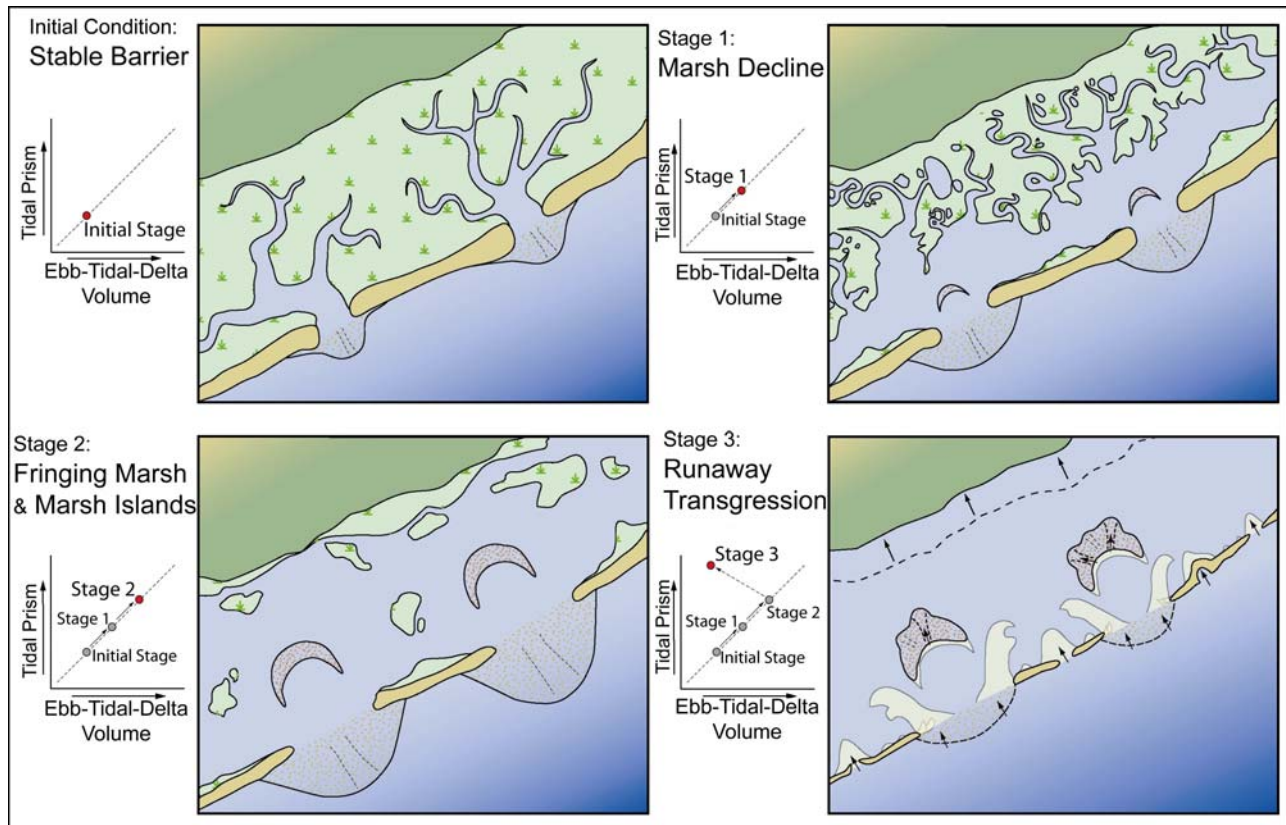 Initial Condition:
Stable Barrier
Tidal Prism
Initial Stage
Ebb-Tidal-Delta
Volume
Stage 1:
Marsh Decline
Tidal Prism
Stage 1
Initial Stage
Ebb-Tidal-Delta
Volume
Stage 2:
Fringing Marsh
& Marsh Islands
Tidal Prism
Stage 2
Stage 1
Initial Stage
Ebb-Tidal-Delta
Volume
Stage 3:
Runaway
Transgression
Tidal Prism
Stage 3
Stage 1
Stage 2
Initial Stage
Ebb-Tidal-Delta
Volume